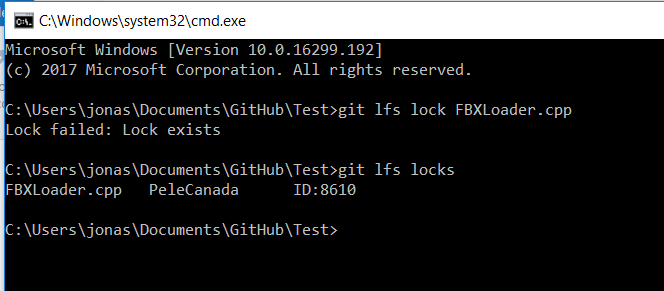 C:\Windows\system32\cmd.exe
Microsoft Windows [Version 10.0.16299.192]
(c) 2017 Microsoft Corporation. All rights reserved.
C:\Users\jonas\Documents\GitHub\Test>git lfs lock FBXLoader.cpp
Lock failed: Lock exists
C:\Users\jonas\Documents\GitHub\Test>git lfs locks
FBXLoader.cpp   PeleCanada      ID:8610
C:\Users\jonas\Documents\GitHub\Test>